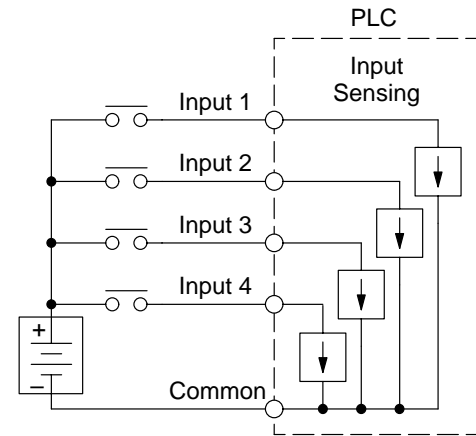 PLC
Input
Sensing
Input 1
Input 2
Input 3
Input 4
+
–
Common